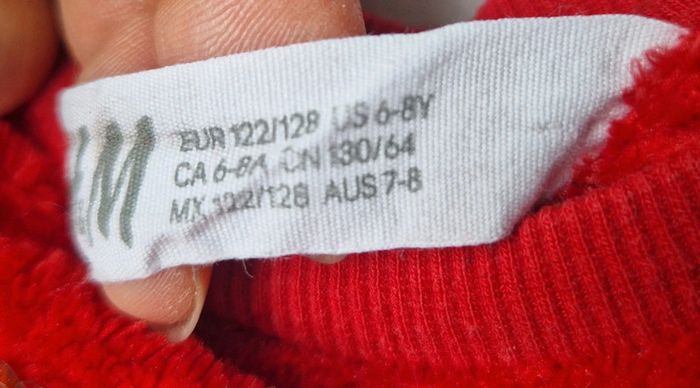 H&M
EUR 122/128 US 6-8Y
CA 6-8A CN 130/64
MX 122/128 AUS 7-8